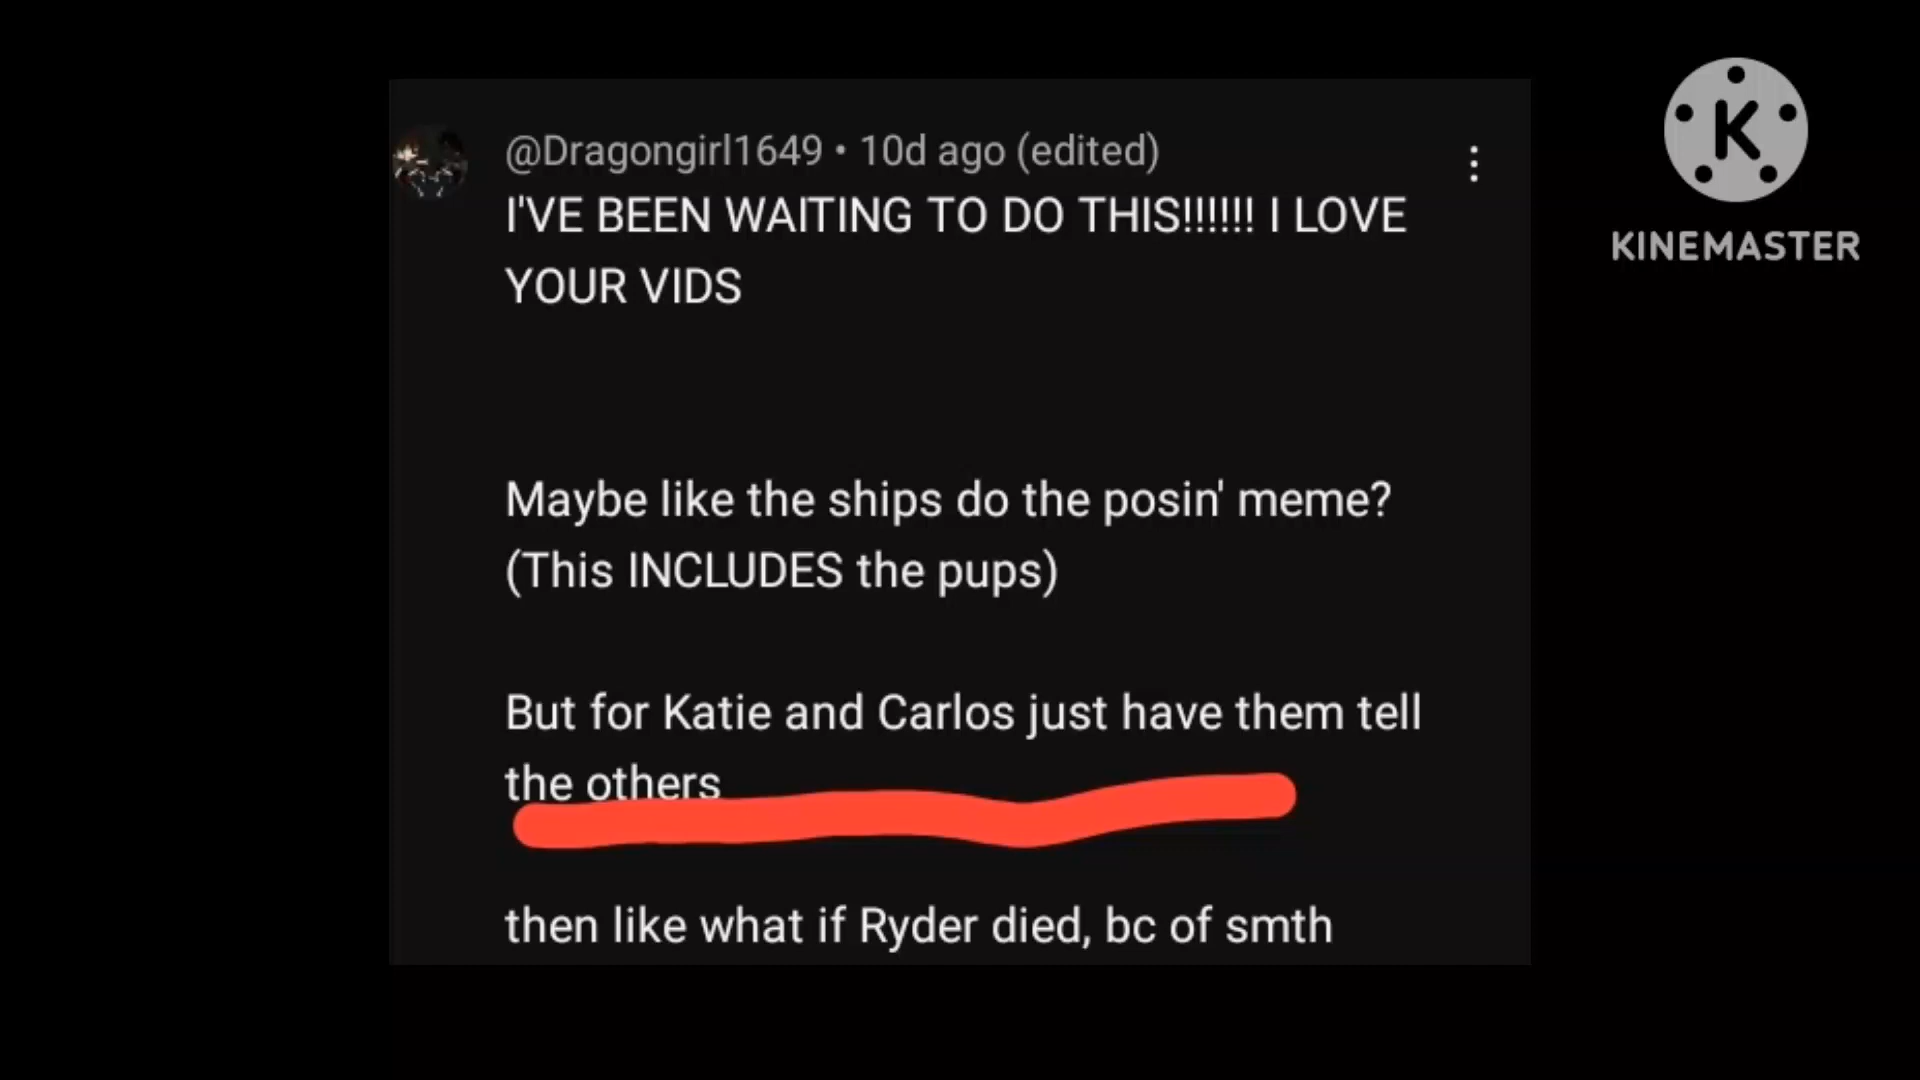 @Dragongirl1649 • 10d ago (edited)
I'VE BEEN WAITING TO DO THIS!!!!!! I LOVE
YOUR VIDS
Maybe like the ships do the posin' meme?
(This INCLUDES the pups)
But for Katie and Carlos just have them tell
the others
then like what if Ryder died, bc of smth
K
KINEMASTER